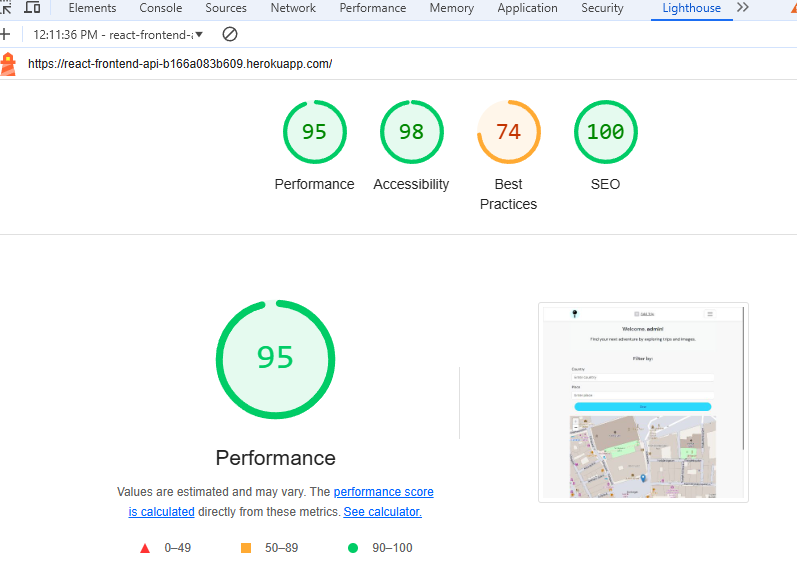 Elements Console Sources Network Performance Memory Application Security Lighthouse
12:11:36 PM - react-frontend-
https://react-frontend-api-b166a083b609.herokuapp.com/
95 98 74 100
Performance Accessibility Best Practices SEO
95
Welcome, admin!
Find your next adventure by exploring trips and images.
Filter by:
Country
Performance
Values are estimated and may vary. The performance score
is calculated directly from these metrics. See calculator.
0–49 50–89 90–100